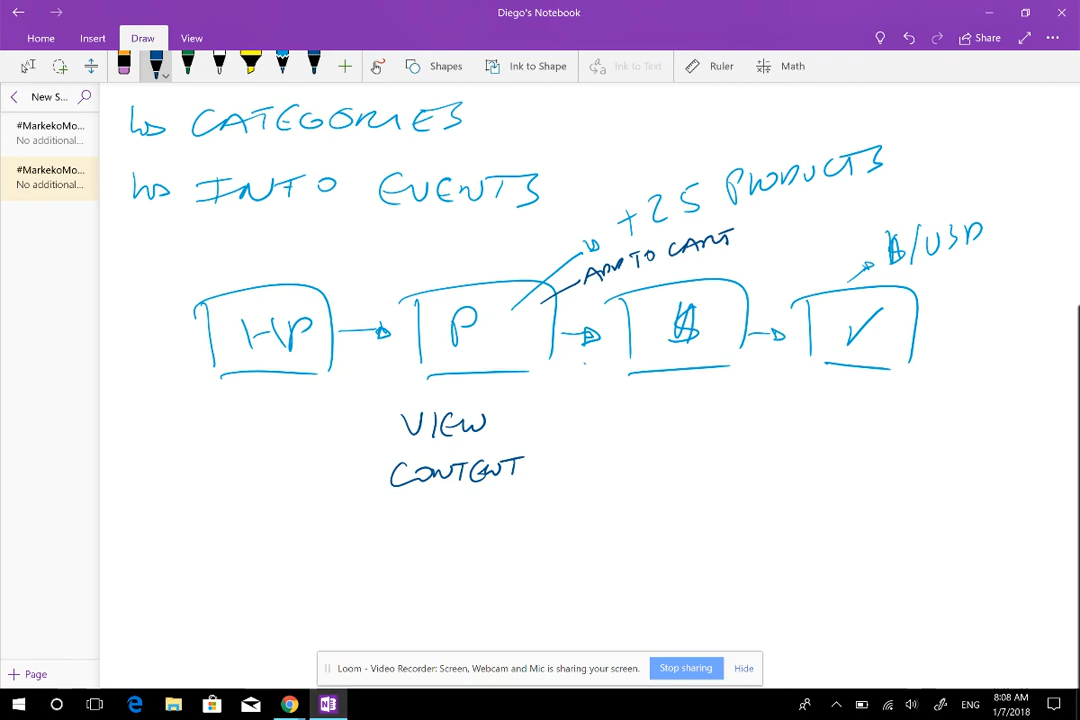 Diego's Notebook
Home Insert Draw View
Share
Shapes Ink to Shape Ink to Text Ruler Math
New S...
#MarkekoMo...
No additional...
#MarkekoMo...
No additional...
CATEGORIES
INFO EVENTS
+25 PRODUCTS
ADD TO CART
$/USD
HP P $
VIEW
CONTENT
Loom - Video Recorder: Screen, Webcam and Mic is sharing your screen. Stop sharing Hide
Page
ENG
8:08 AM
1/7/2018